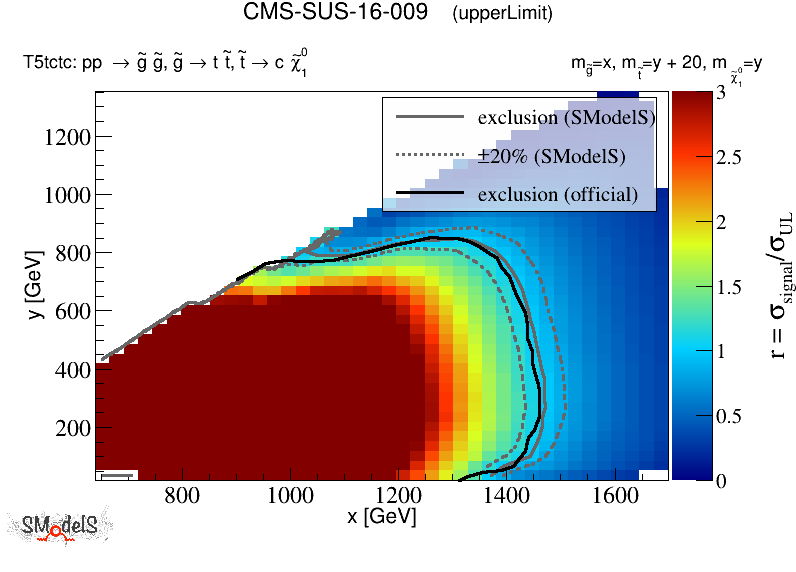 CMS-SUS-16-009 (upperLimit)
T5tctc: pp → g̃ g̃, g̃ → t t̃, t̃ → c χ̃₁⁰
m_g̃=x, m_t̃=y + 20, m_χ̃₁⁰=y
exclusion (SModelS)
±20% (SModelS)
exclusion (official)
y [GeV]
1200
1000
800
600
400
200
800
1000
1200
1400
1600
x [GeV]
3
2.5
2
1.5
1
0.5
0
r = σ_signal/σ_UL
SModelS